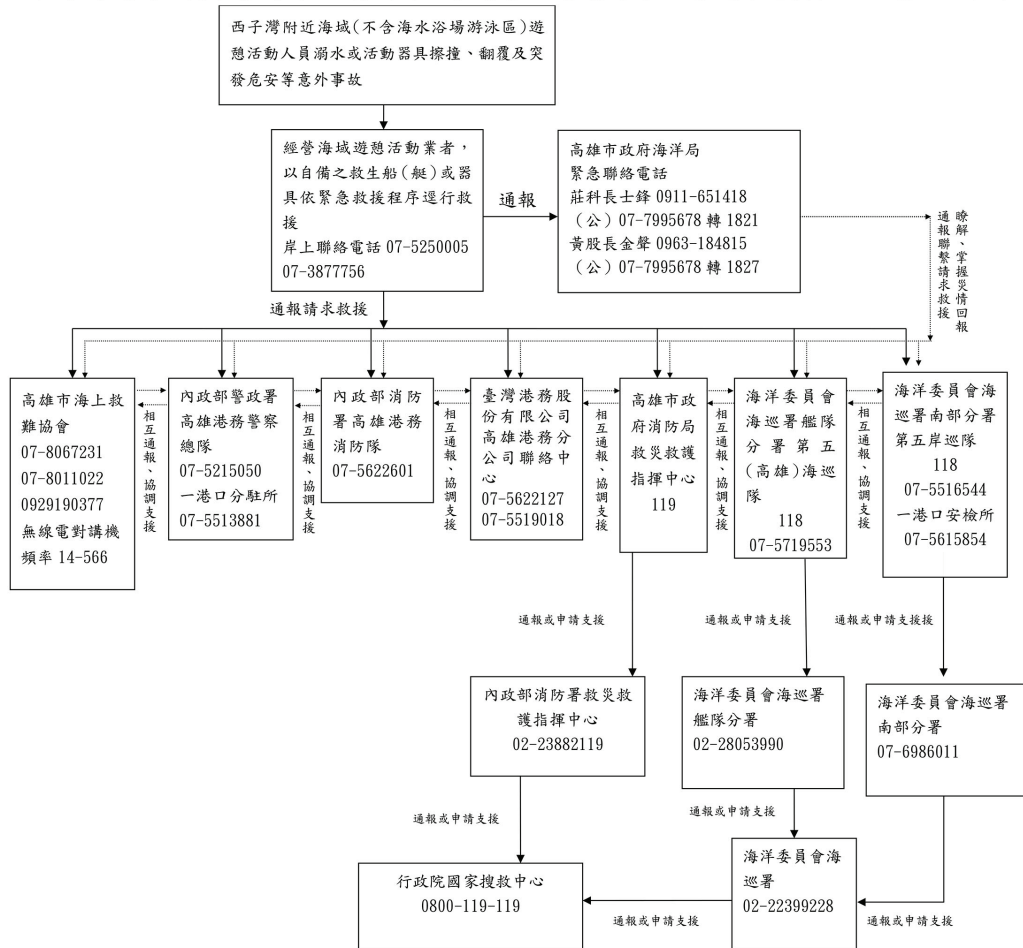 西子灣附近海域(不含海水浴場游泳區)遊
憩活動人員溺水或活動器具擦撞、翻覆及突
發危安等意外事故
經營海域遊憩活動業者，
以自備之救生船(艇)或器
具依緊急救援程序逕行救
援
岸上聯絡電話 07-5250005
07-3877756
通報
高雄市政府海洋局
緊急聯絡電話
莊科長士鋒 0911-651418
（公）07-7995678 轉 1821
黃股長金聲 0963-184815
（公）07-7995678 轉 1827
瞭解、掌握災情回報
通報聯繫請求救援
通報請求救援
高雄市海上救
難協會
07-8067231
07-8011022
0929190377
無線電對講機
頻率 14-566
相互通報、協調支援
內政部警政署
高雄港務警察
總隊
07-5215050
一港口分駐所
07-5513881
相互通報、協調支援
內政部消防
署高雄港務
消防隊
07-5622601
相互通報、協調支援
臺灣港務股
份有限公司
高雄港務分
公司聯絡中
心
07-5622127
07-5519018
相互通報、協調支援
高雄市政
府消防局
救災救護
指揮中心
119
相互通報、協調支援
海洋委員會
海巡署艦隊
分署第五
(高雄)海巡
隊
118
07-5719553
相互通報、協調支援
海洋委員會海
巡署南部分署
第五岸巡隊
118
07-5516544
一港口安檢所
07-5615854
通報或申請支援
通報或申請支援
通報或申請支援
內政部消防署救災救
護指揮中心
02-23882119
海洋委員會海巡署
艦隊分署
02-28053990
海洋委員會海巡署
南部分署
07-6986011
通報或申請支援
通報或申請支援
行政院國家搜救中心
0800-119-119
通報或申請支援
海洋委員會海
巡署
02-22399228
通報或申請支援